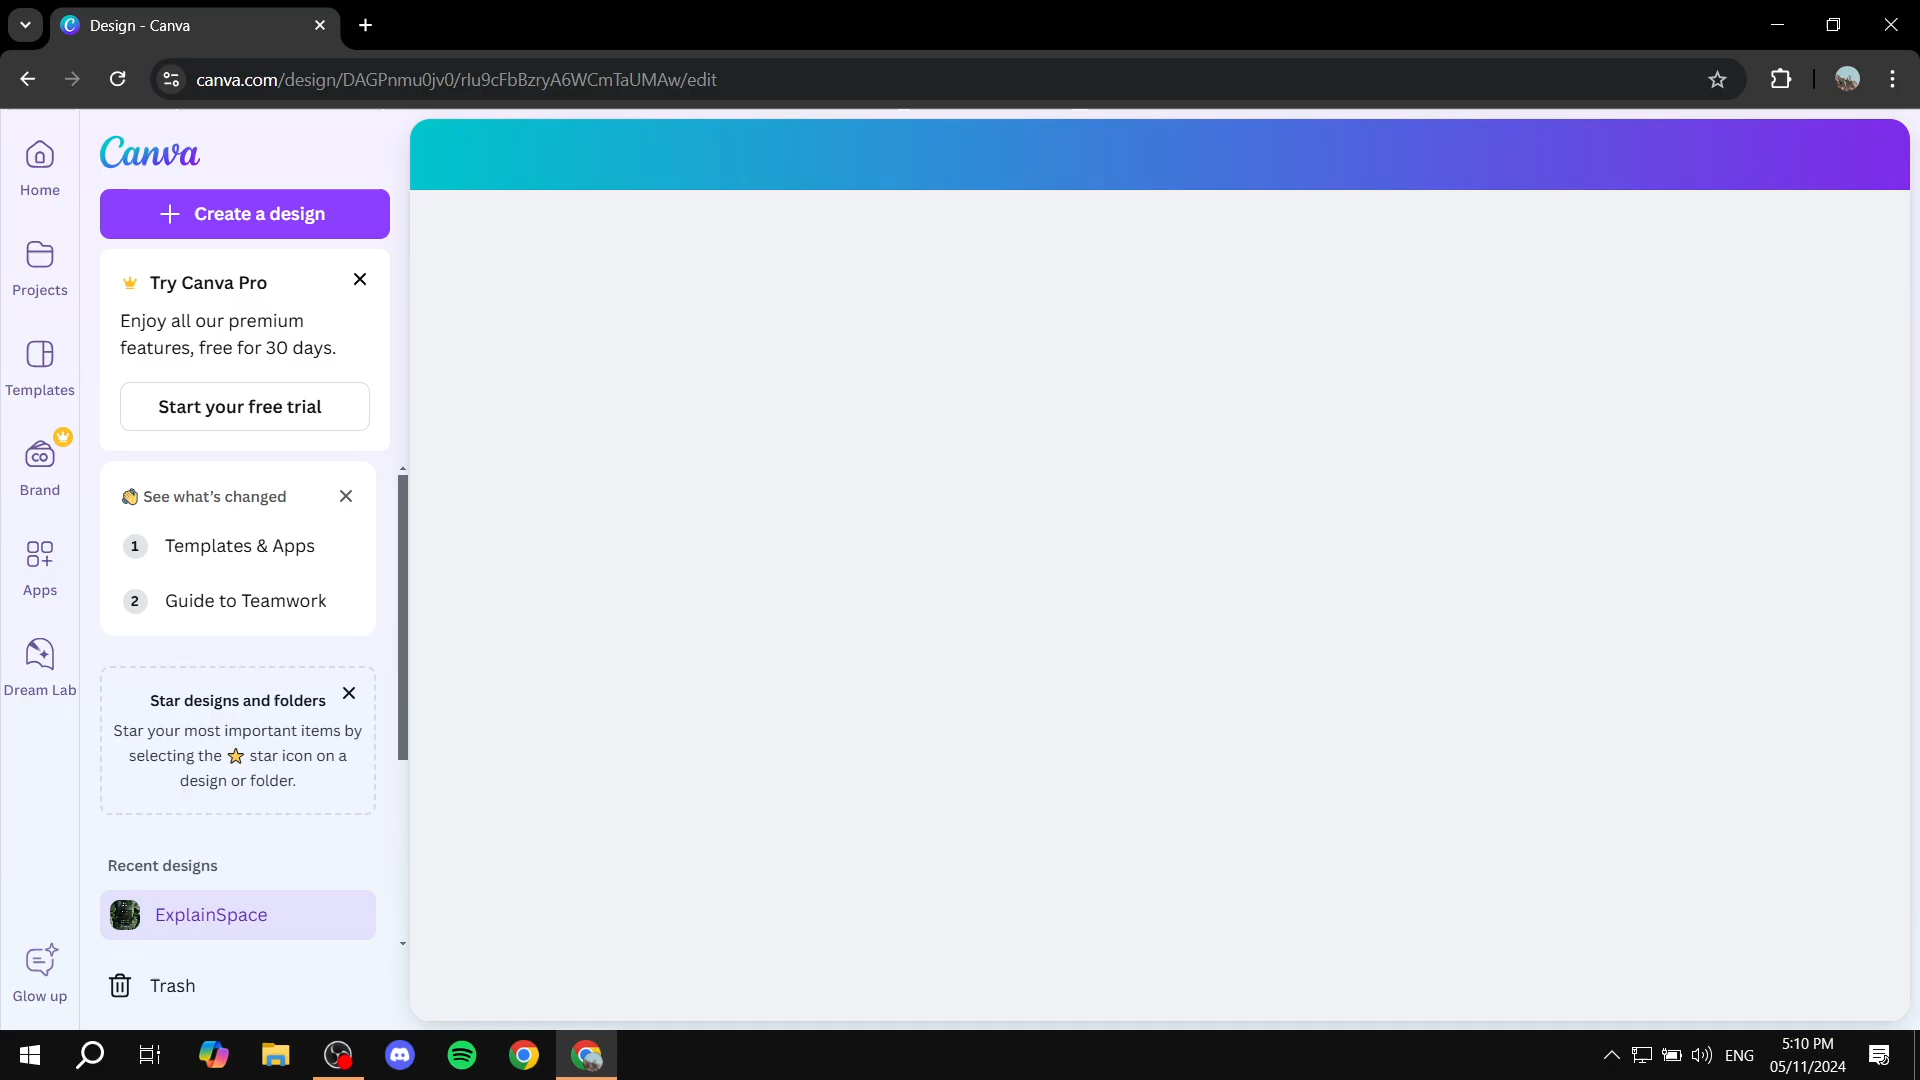 Design - Canva
canva.com/design/DAGPnmu0jv0/rIu9cFbBzryA6WCmTaUMAw/edit
Canva
Home
Create a design
Projects
Try Canva Pro
Enjoy all our premium
features, free for 30 days.
Templates
Start your free trial
Brand
See what's changed
1 Templates & Apps
Apps
2 Guide to Teamwork
Dream Lab
Star designs and folders
Star your most important items by
selecting the ⭐ star icon on a
design or folder.
Recent designs
ExplainSpace
Glow up
Trash
ENG
5:10 PM
05/11/2024